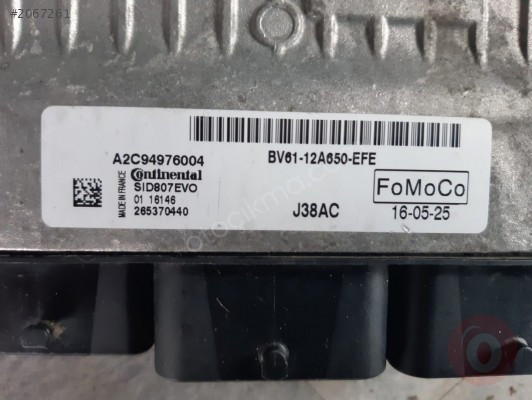 #2067261
A2C94976004
Continental
SID807EVO
01 16146
265370440
MADE IN FRANCE
BV61-12A650-EFE
J38AC
FoMoCo
16-05-25